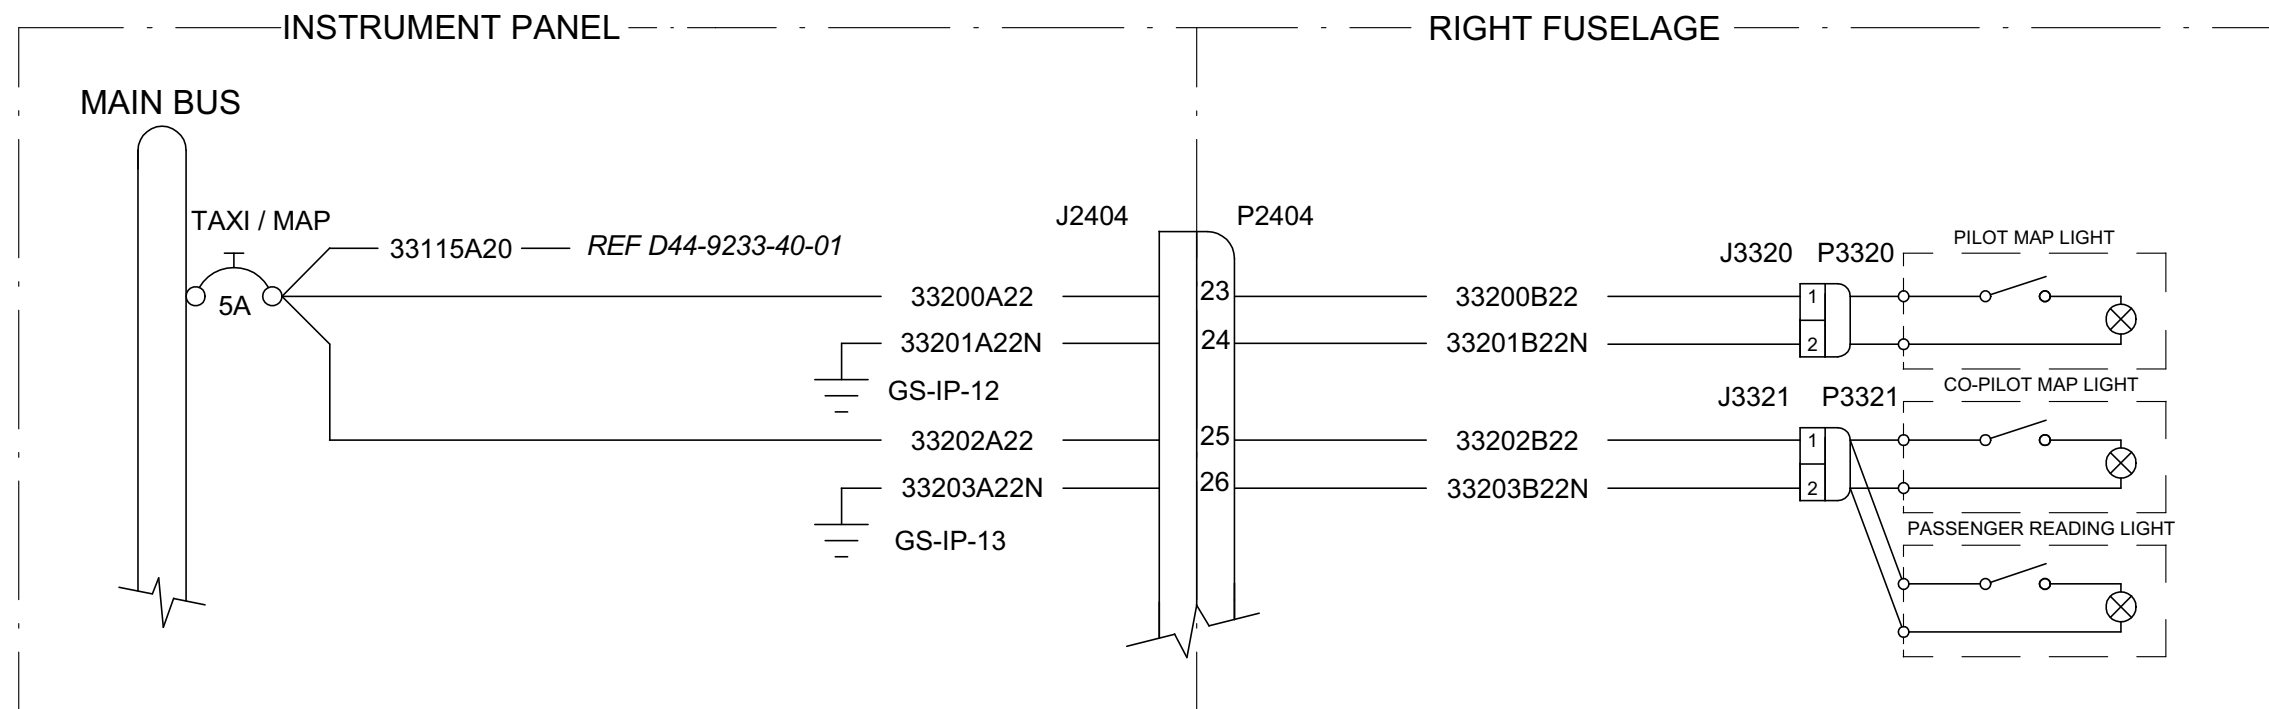 INSTRUMENT PANEL
RIGHT FUSELAGE
MAIN BUS
TAXI / MAP
5A
33115A20
REF D44-9233-40-01
J2404
P2404
33200A22
23
33200B22
33201A22N
24
33201B22N
GS-IP-12
33202A22
25
33202B22
33203A22N
26
33203B22N
GS-IP-13
J3320
P3320
1
2
PILOT MAP LIGHT
J3321
P3321
1
2
CO-PILOT MAP LIGHT
PASSENGER READING LIGHT